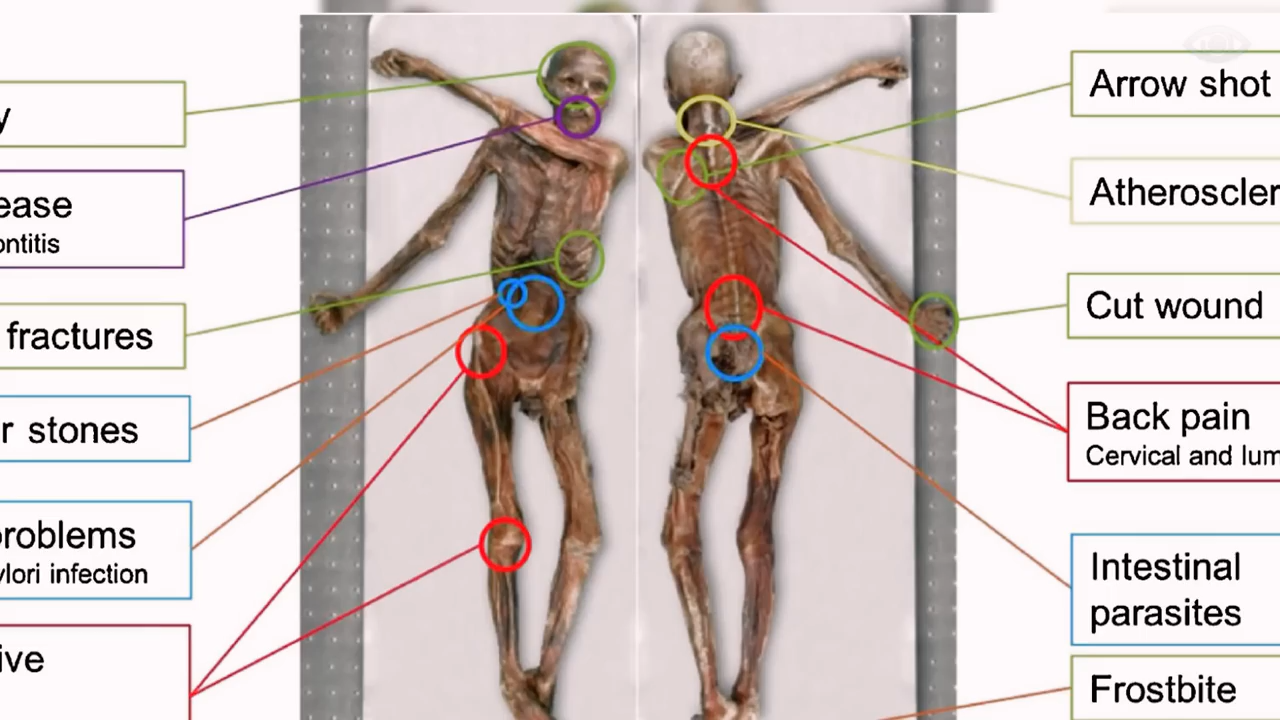 y
ease
ontitis
fractures
r stones
roblems
ylori infection
ive
Arrow shot
Atheroscler
Cut wound
Back pain
Cervical and lum
Intestinal
parasites
Frostbite